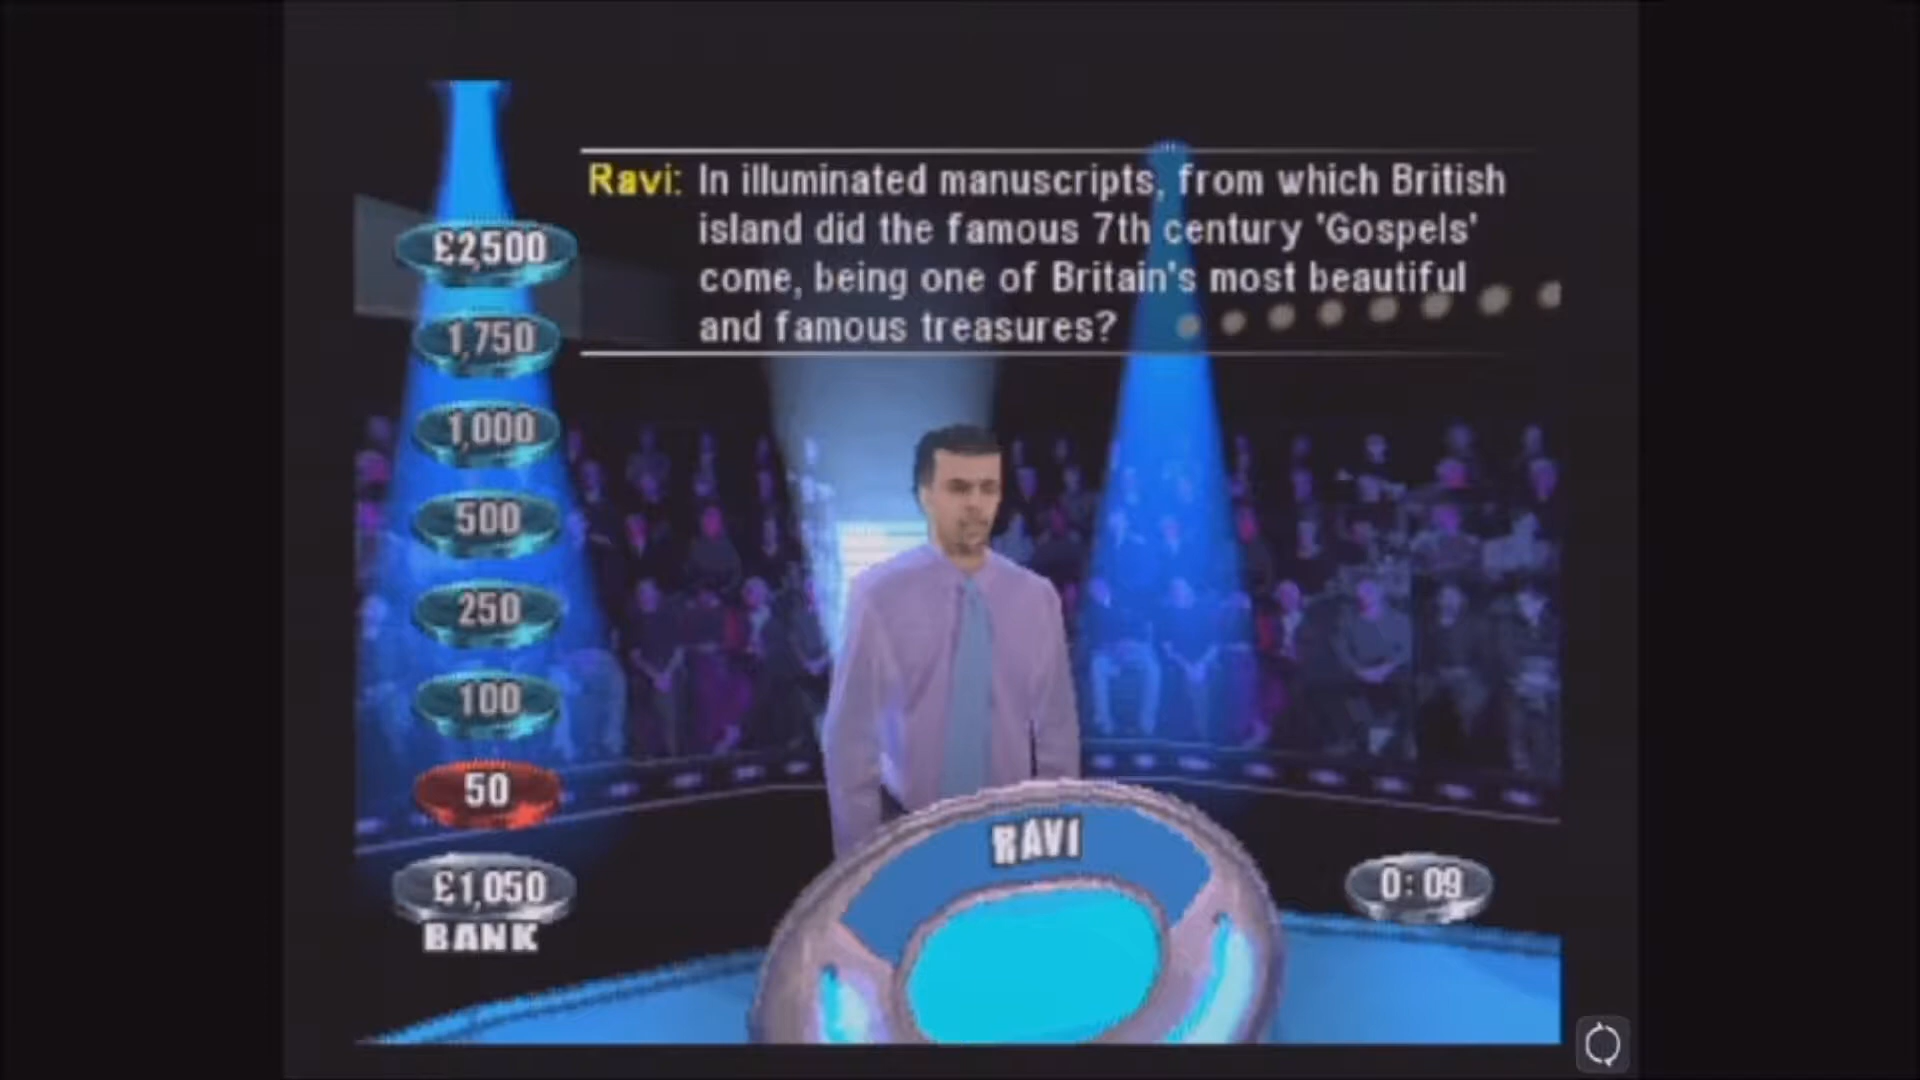 Ravi: In illuminated manuscripts, from which British
island did the famous 7th century 'Gospels'
come, being one of Britain's most beautiful
and famous treasures?
£2,500
1,750
1,000
500
250
100
50
£1,050
BANK
RAVI
0:09